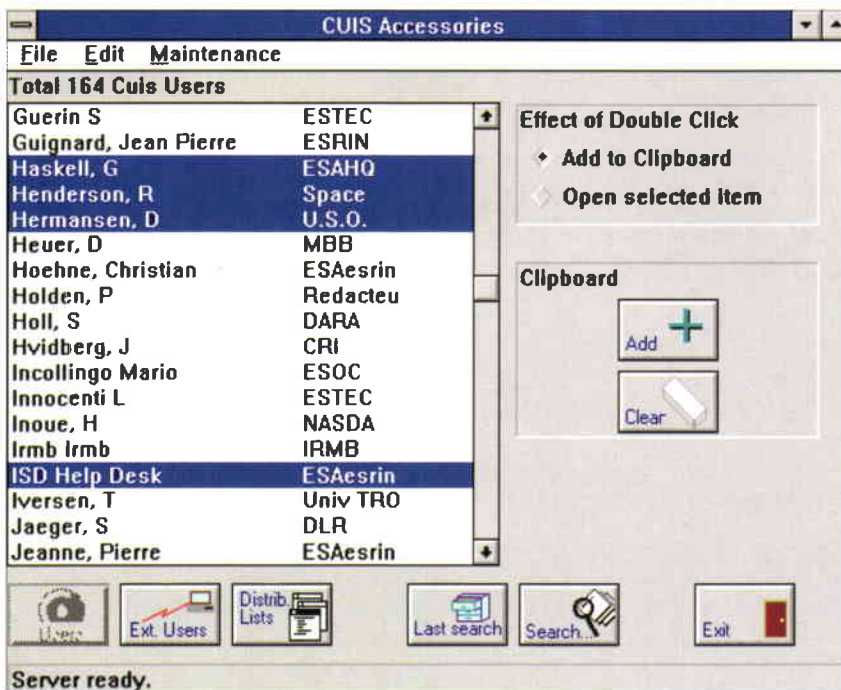 CUIS Accessories
File Edit Maintenance
Total 164 Cuis Users
Guerin S ESTEC
Guignard, Jean Pierre ESRIN
Haskell, G ESAHQ
Henderson, R Space
Hermansen, D U.S.O.
Heuer, D MBB
Hoehne, Christian ESAesrin
Holden, P Redacteu
Holl, S DARA
Hvidberg, J CRI
Incollingo Mario ESOC
Innocenti L ESTEC
Inoue, H NASDA
Irmb Irmb IRMB
ISD Help Desk ESAesrin
Iversen, T Univ TRO
Jaeger, S DLR
Jeanne, Pierre ESAesrin
Effect of Double Click
Add to Clipboard
Open selected item
Clipboard
Add
Clear
Users
Ext. Users
Distrib.
Lists
Last search
Search...
Exit
Server ready.